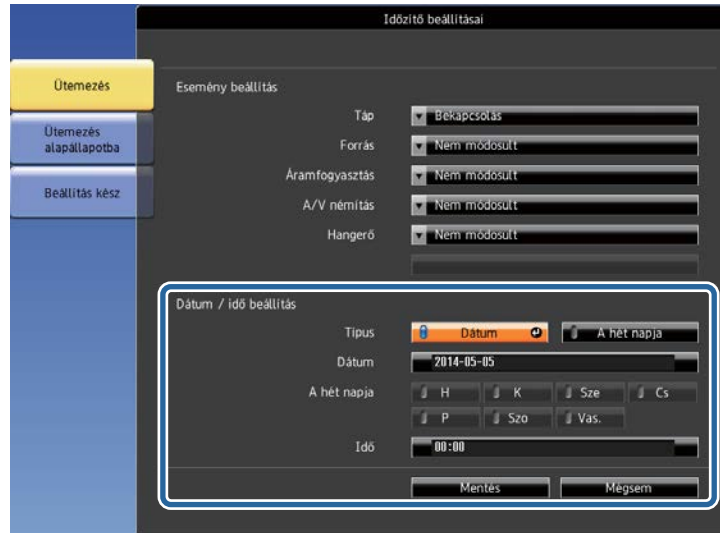 Időzítő beállításai
Ütemezés
Ütemezés
alapállapotba
Beállítás kész
Esemény beállítás
Táp Bekapcsolás
Forrás Nem módosult
Áramfogyasztás Nem módosult
A/V némítás Nem módosult
Hangerő Nem módosult
Dátum / idő beállítás
Típus Dátum A hét napja
Dátum 2014-05-05
A hét napja H K Sze Cs
P Szo Vas.
Idő 00:00
Mentés Mégsem